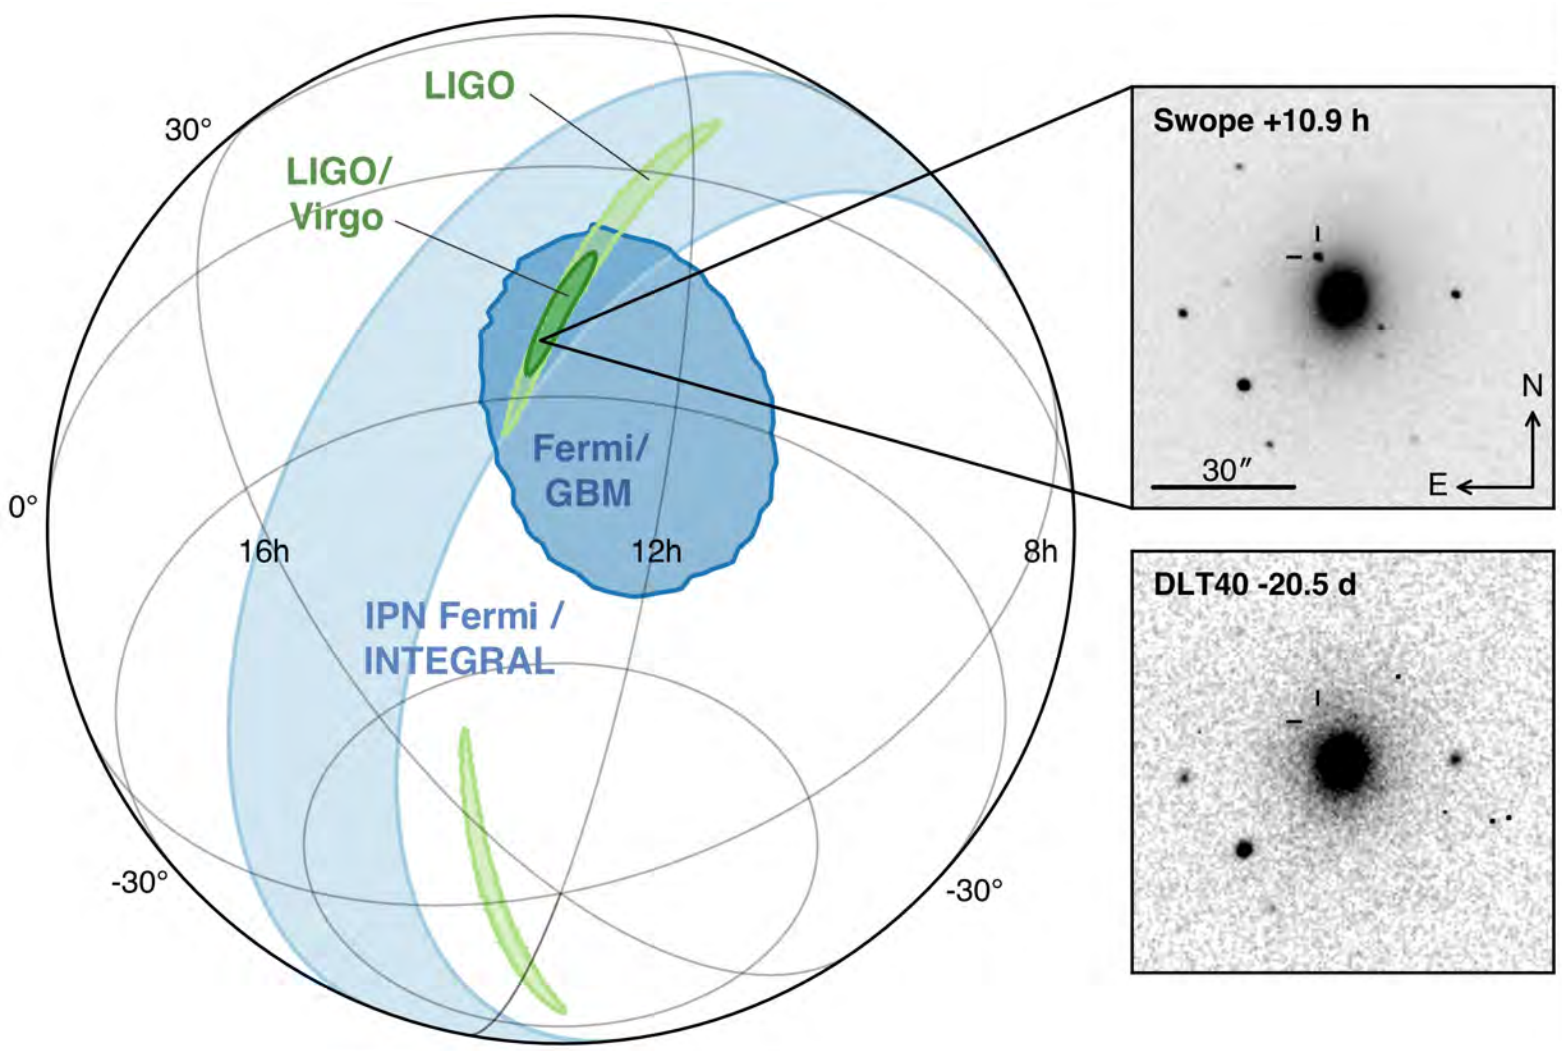 LIGO
30°
LIGO/
Virgo
Fermi/
GBM
0°
16h
12h
8h
IPN Fermi /
INTEGRAL
-30°
-30°
Swope +10.9 h
N
30″
E
DLT40 -20.5 d